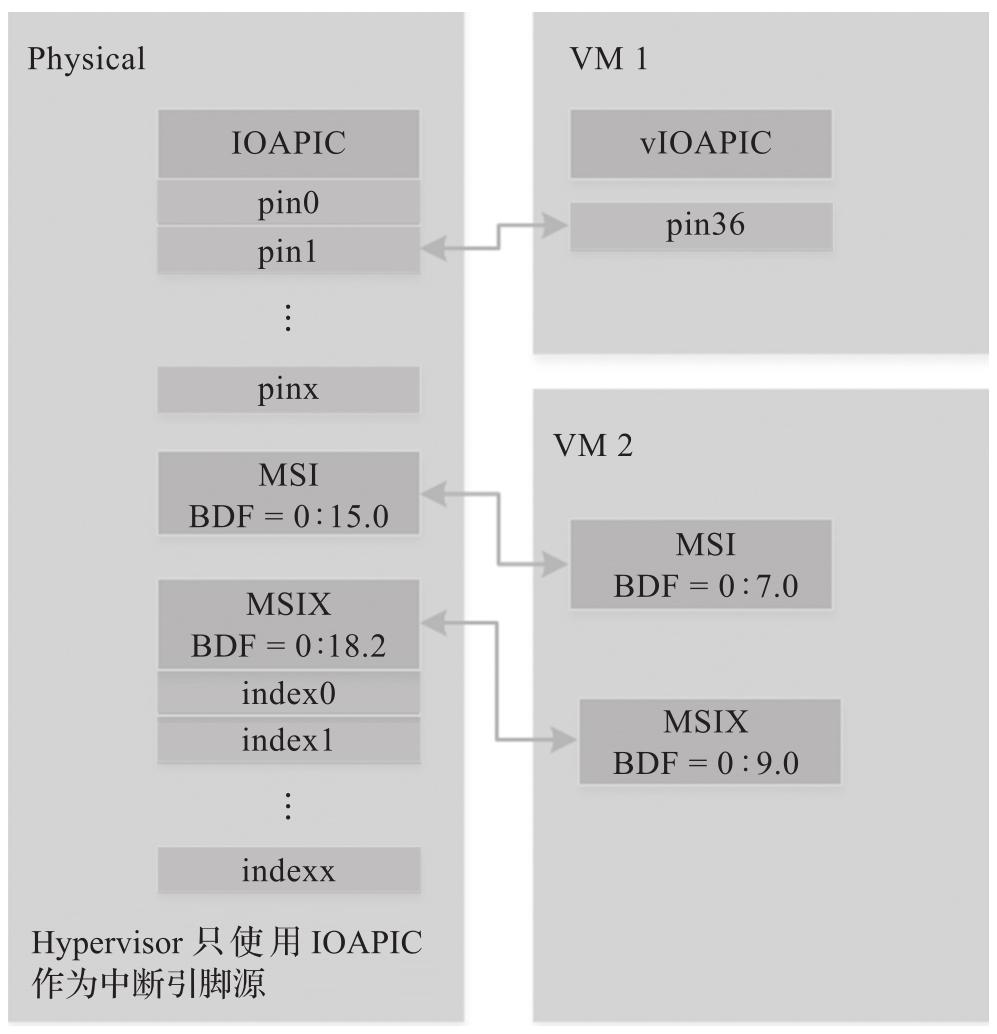 Physical
IOAPIC
pin0
pin1
⋮
pinx
MSI
BDF = 0:15.0
MSIX
BDF = 0:18.2
index0
index1
⋮
indexx
Hypervisor 只使用 IOAPIC
作为中断引脚源
VM 1
vIOAPIC
pin36
VM 2
MSI
BDF = 0:7.0
MSIX
BDF = 0:9.0